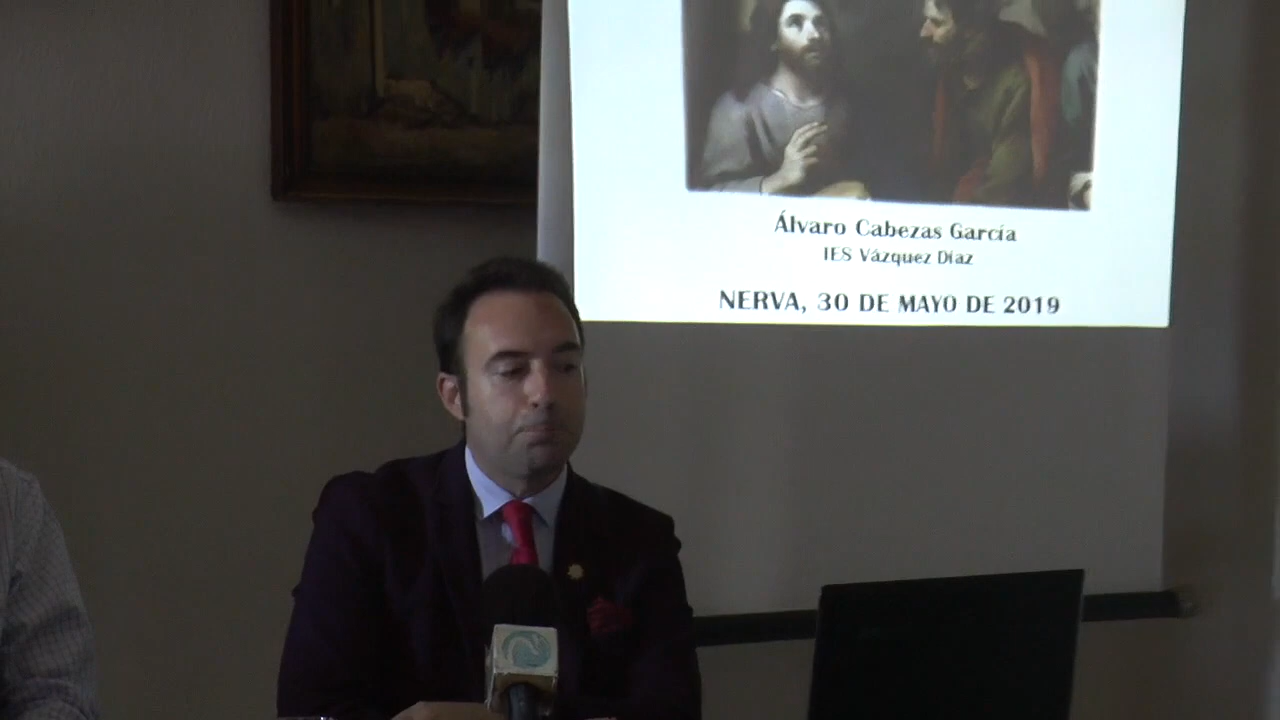 Álvaro Cabezas García
IES Vázquez Díaz
NERVA, 30 DE MAYO DE 2019